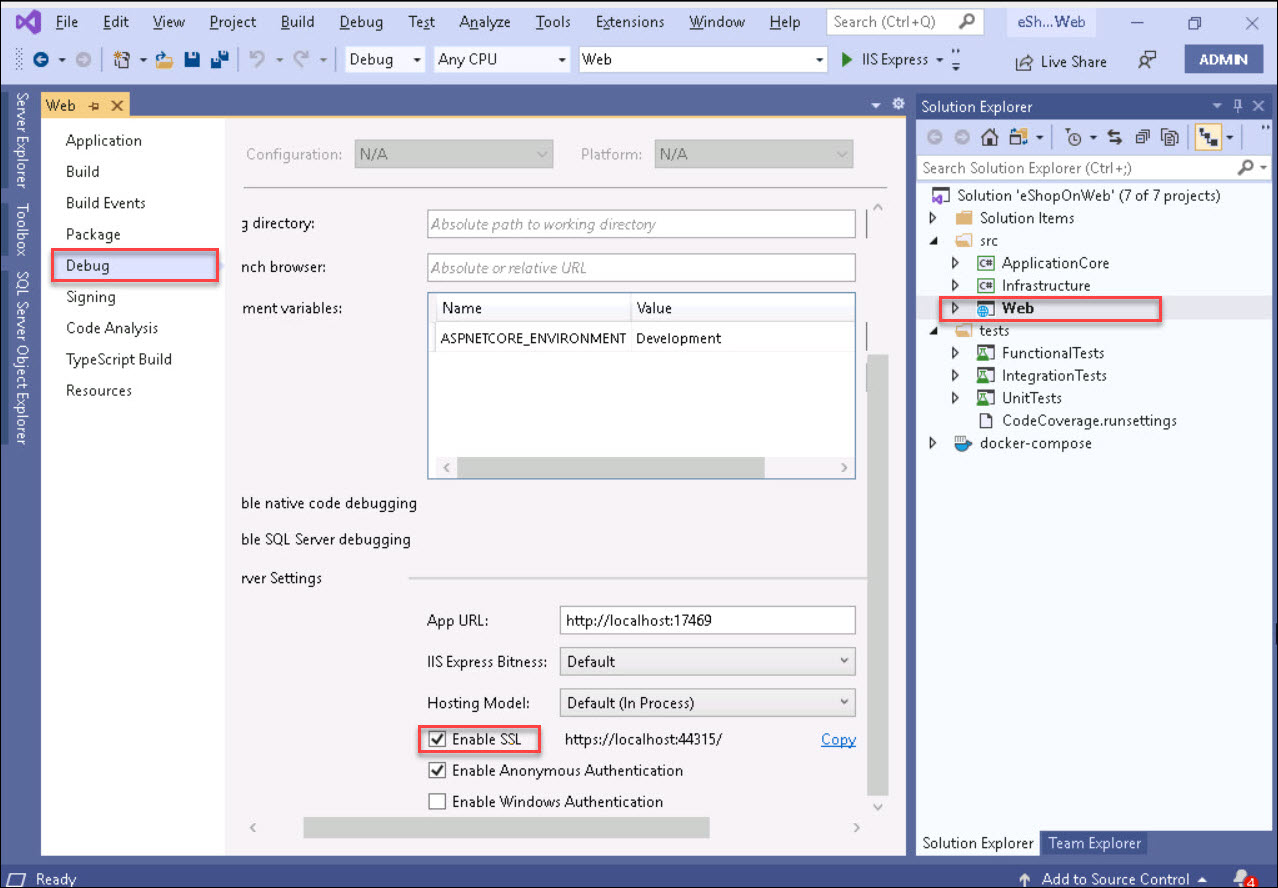 File Edit View Project Build Debug Test Analyze Tools Extensions Window Help Search (Ctrl+Q) eSh...Web
Debug Any CPU Web IIS Express Live Share ADMIN
Server Explorer
Toolbox
SQL Server Object Explorer
Web
Application
Build
Build Events
Package
Debug
Signing
Code Analysis
TypeScript Build
Resources
Configuration: N/A Platform: N/A
g directory: Absolute path to working directory
nch browser: Absolute or relative URL
ment variables: Name Value
ASPNETCORE_ENVIRONMENT Development
ble native code debugging
ble SQL Server debugging
rver Settings
App URL: http://localhost:17469
IIS Express Bitness: Default
Hosting Model: Default (In Process)
Enable SSL https://localhost:44315/ Copy
Enable Anonymous Authentication
Enable Windows Authentication
Solution Explorer
Search Solution Explorer (Ctrl+;)
Solution 'eShopOnWeb' (7 of 7 projects)
Solution Items
src
C# ApplicationCore
C# Infrastructure
Web
tests
FunctionalTests
IntegrationTests
UnitTests
CodeCoverage.runsettings
docker-compose
Solution Explorer Team Explorer
Ready Add to Source Control 4